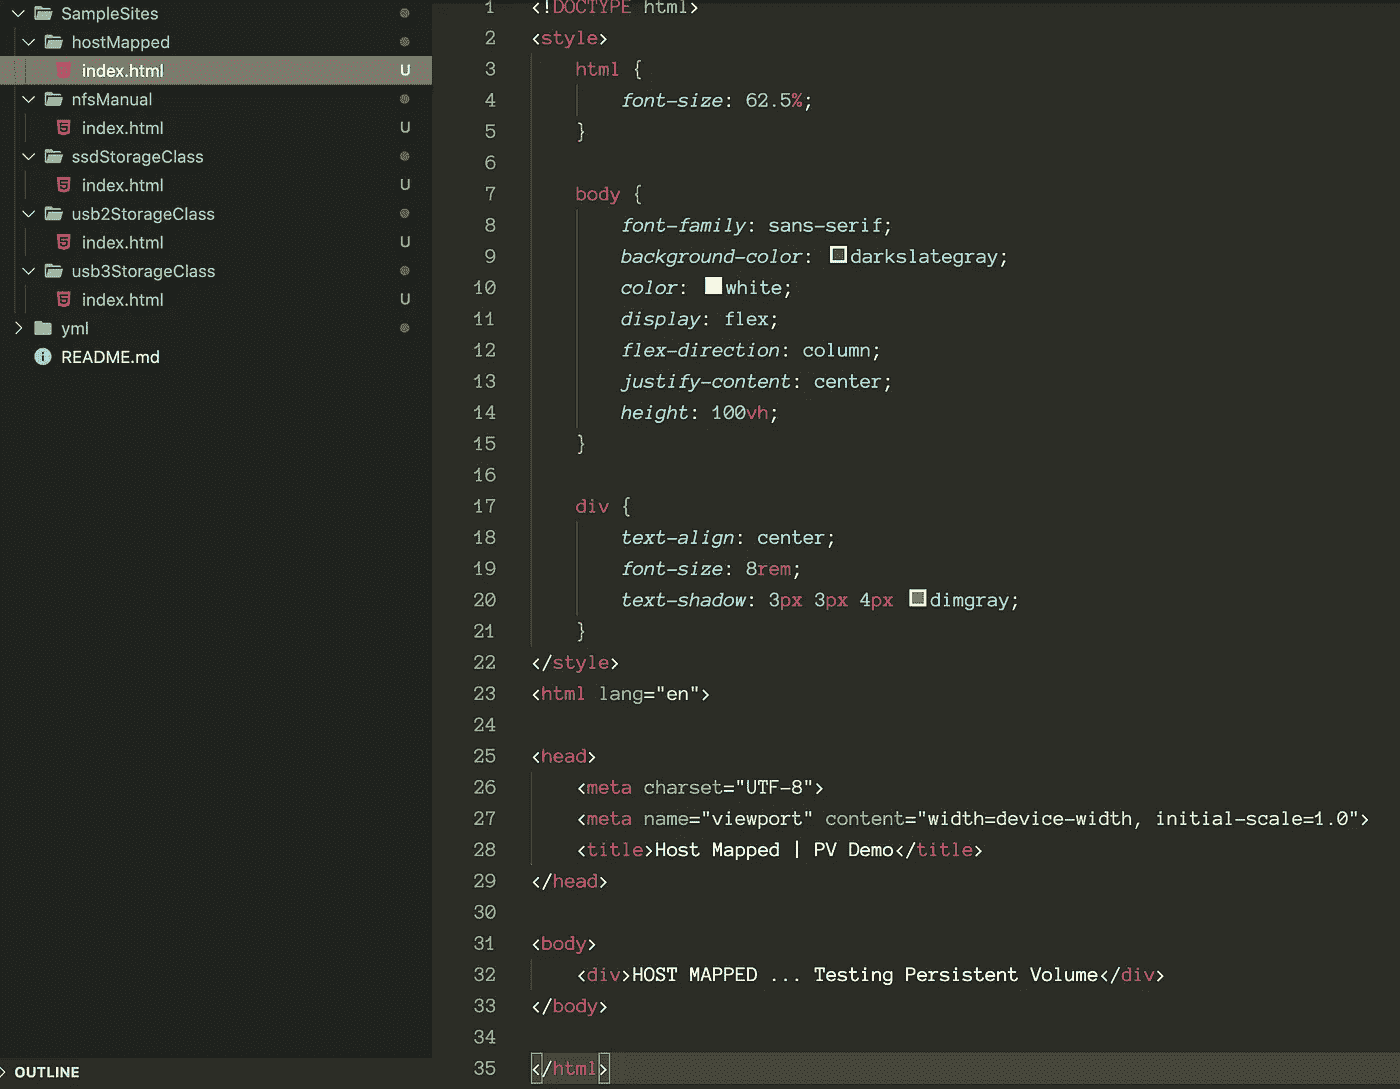 SampleSites
hostMapped
index.html U
nfsManual
index.html U
ssdStorageClass
index.html U
usb2StorageClass
index.html U
usb3StorageClass
index.html U
yml
README.md
OUTLINE
1 <!DOCTYPE html>
2 <style>
3 html {
4 font-size: 62.5%;
5 }
6
7 body {
8 font-family: sans-serif;
9 background-color: darkslategray;
10 color: white;
11 display: flex;
12 flex-direction: column;
13 justify-content: center;
14 height: 100vh;
15 }
16
17 div {
18 text-align: center;
19 font-size: 8rem;
20 text-shadow: 3px 3px 4px dimgray;
21 }
22 </style>
23 <html lang="en">
24
25 <head>
26 <meta charset="UTF-8">
27 <meta name="viewport" content="width=device-width, initial-scale=1.0">
28 <title>Host Mapped | PV Demo</title>
29 </head>
30
31 <body>
32 <div>HOST MAPPED ... Testing Persistent Volume</div>
33 </body>
34
35 </html>